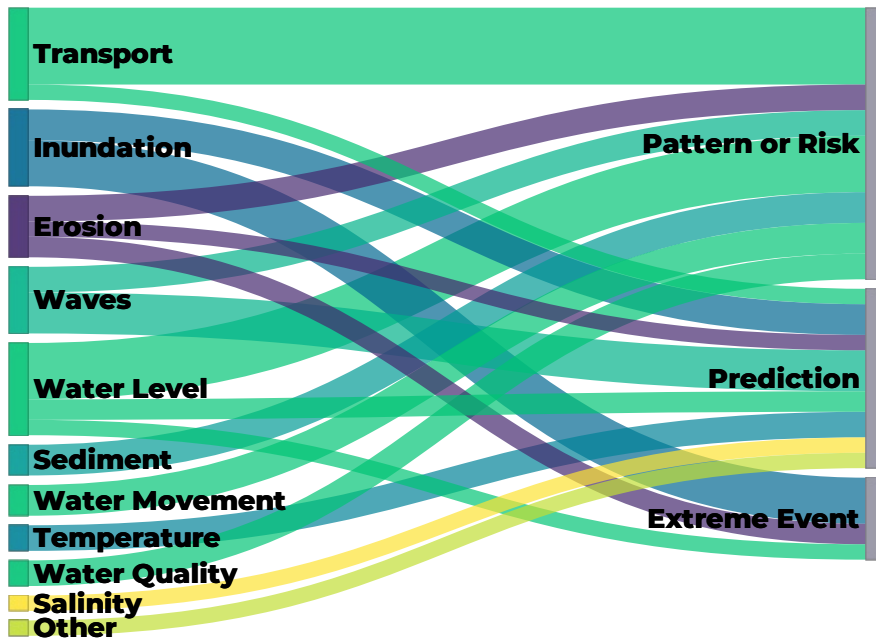 Transport
Inundation
Erosion
Waves
Water Level
Sediment
Water Movement
Temperature
Water Quality
Salinity
Other
Pattern or Risk
Prediction
Extreme Event